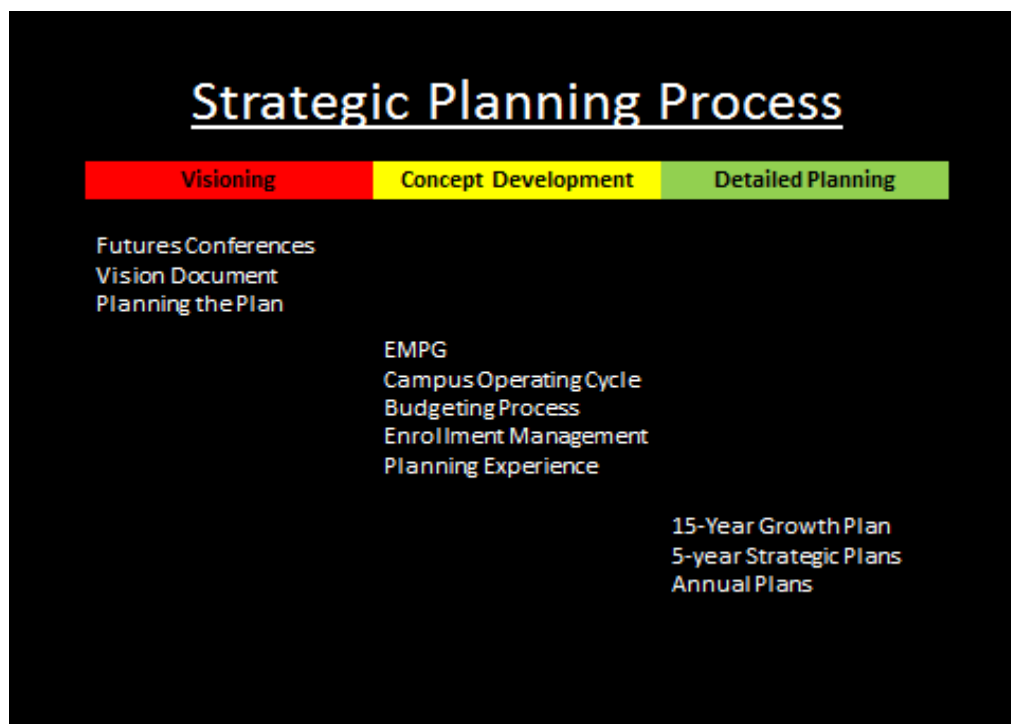 Strategic Planning Process
Visioning Concept Development Detailed Planning
Futures Conferences
Vision Document
Planning the Plan
EMPG
Campus Operating Cycle
Budgeting Process
Enrollment Management
Planning Experience
15-Year Growth Plan
5-year Strategic Plans
Annual Plans